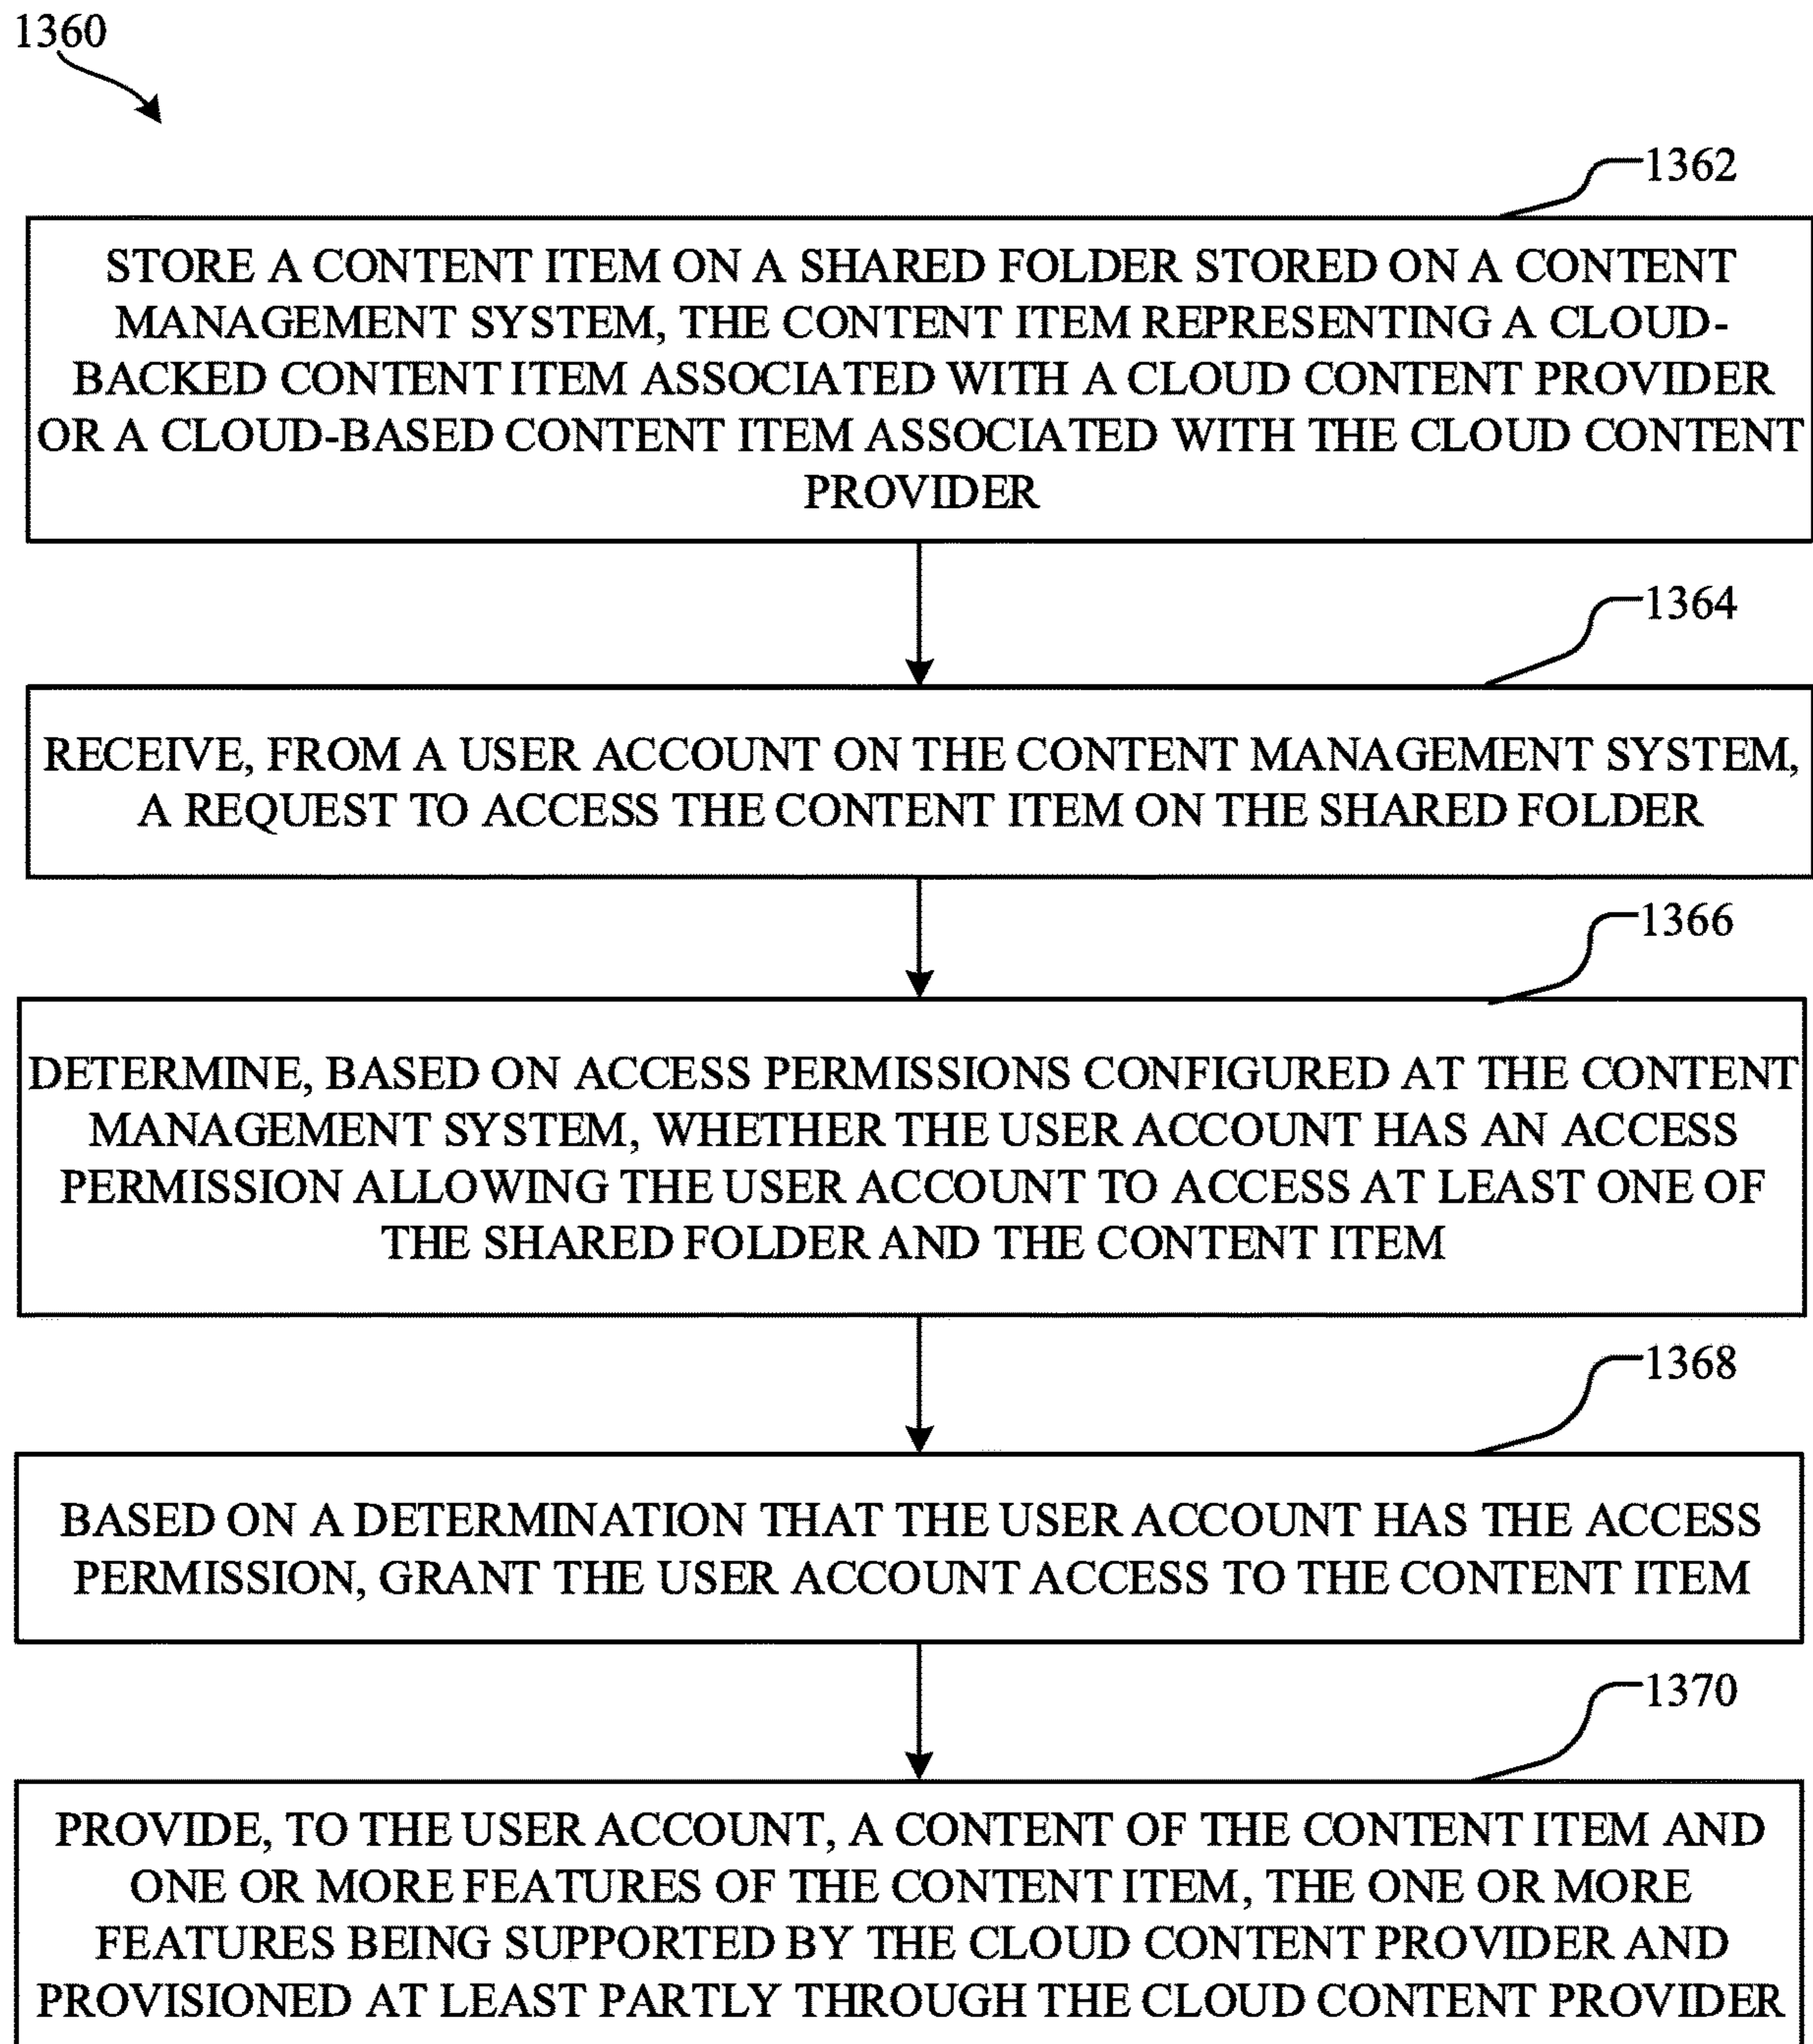 1360
1362
STORE A CONTENT ITEM ON A SHARED FOLDER STORED ON A CONTENT
MANAGEMENT SYSTEM, THE CONTENT ITEM REPRESENTING A CLOUD-
BACKED CONTENT ITEM ASSOCIATED WITH A CLOUD CONTENT PROVIDER
OR A CLOUD-BASED CONTENT ITEM ASSOCIATED WITH THE CLOUD CONTENT
PROVIDER
1364
RECEIVE, FROM A USER ACCOUNT ON THE CONTENT MANAGEMENT SYSTEM,
A REQUEST TO ACCESS THE CONTENT ITEM ON THE SHARED FOLDER
1366
DETERMINE, BASED ON ACCESS PERMISSIONS CONFIGURED AT THE CONTENT
MANAGEMENT SYSTEM, WHETHER THE USER ACCOUNT HAS AN ACCESS
PERMISSION ALLOWING THE USER ACCOUNT TO ACCESS AT LEAST ONE OF
THE SHARED FOLDER AND THE CONTENT ITEM
1368
BASED ON A DETERMINATION THAT THE USER ACCOUNT HAS THE ACCESS
PERMISSION, GRANT THE USER ACCOUNT ACCESS TO THE CONTENT ITEM
1370
PROVIDE, TO THE USER ACCOUNT, A CONTENT OF THE CONTENT ITEM AND
ONE OR MORE FEATURES OF THE CONTENT ITEM, THE ONE OR MORE
FEATURES BEING SUPPORTED BY THE CLOUD CONTENT PROVIDER AND
PROVISIONED AT LEAST PARTLY THROUGH THE CLOUD CONTENT PROVIDER